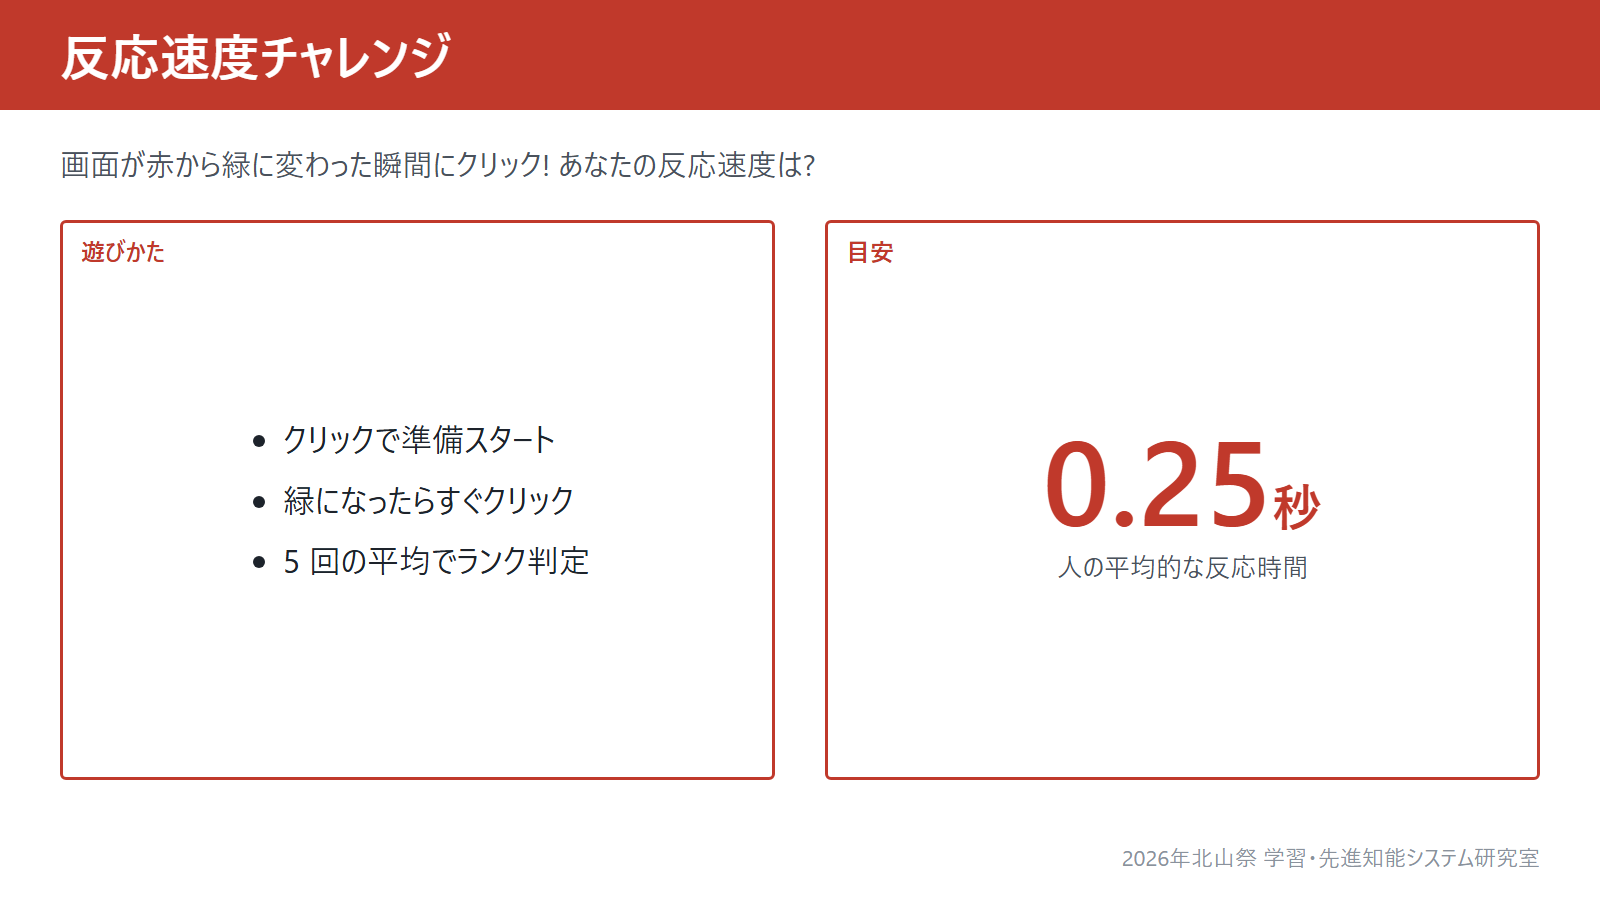 反応速度チャレンジ
画面が赤から緑に変わった瞬間にクリック! あなたの反応速度は?
遊びかた
クリックで準備スタート
緑になったらすぐクリック
5 回の平均でランク判定
目安
0.25秒
人の平均的な反応時間
2026年北山祭 学習・先進知能システム研究室